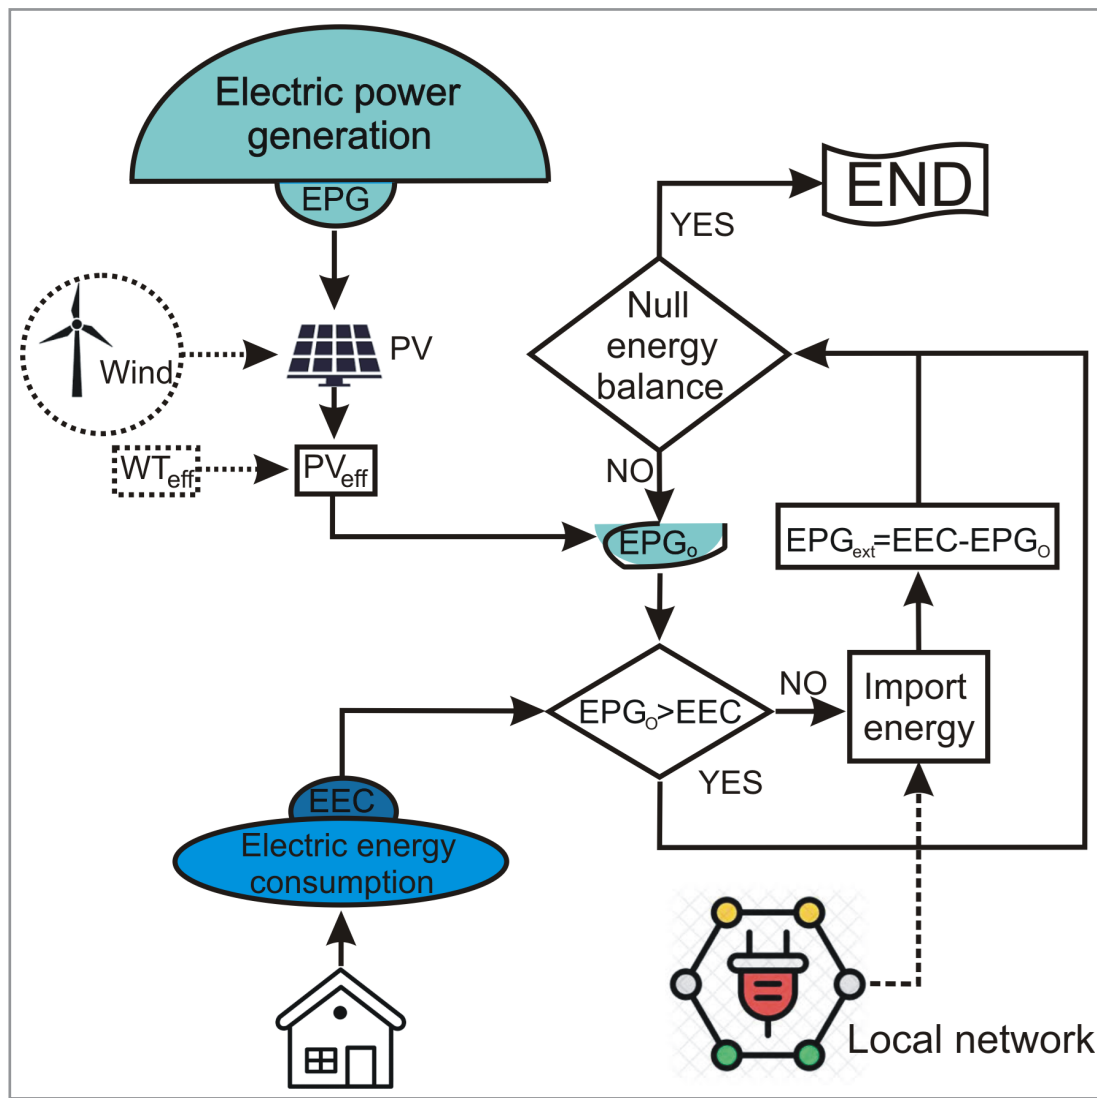 Electric power
generation
EPG
END
YES
Null
energy
balance
PV
Wind
WTeff
PVeff
NO
EPGo
EPGext=EEC-EPGO
EPGO>EEC
NO
Import
energy
YES
EEC
Electric energy
consumption
Local network